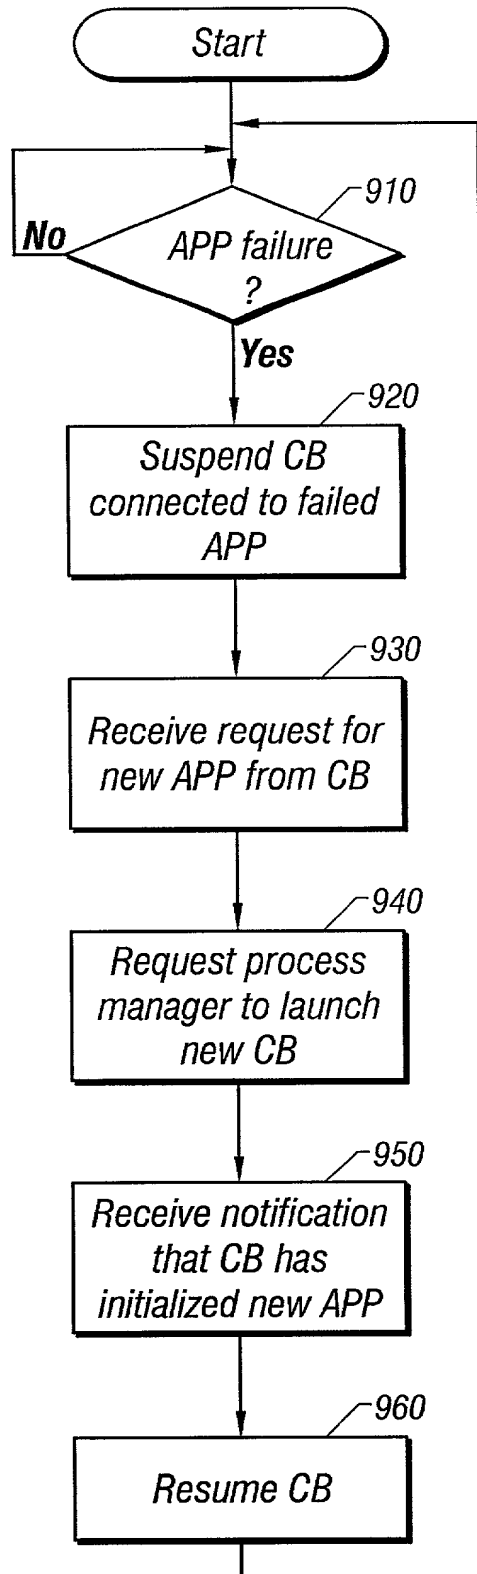 Start
910
No
APP failure
?
Yes
920
Suspend CB
connected to failed
APP
930
Receive request for
new APP from CB
940
Request process
manager to launch
new CB
950
Receive notification
that CB has
initialized new APP
960
Resume CB